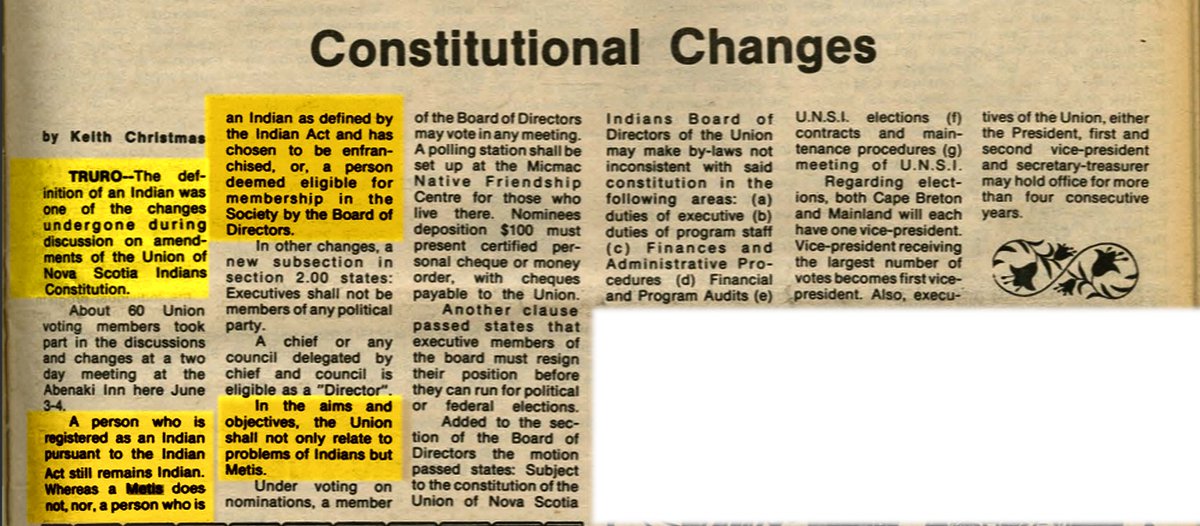 Constitutional Changes
by Keith Christmas
TRURO--The def-
inition of an Indian was
one of the changes
undergone during
discussion on amend-
ments of the Union of
Nova Scotia Indians
Constitution.
About 60 Union
voting members took
part in the discussions
and changes at a two
day meeting at the
Abenaki Inn here June
3-4.
A person who is
registered as an Indian
pursuant to the Indian
Act still remains Indian.
Whereas a Metis does
not, nor, a person who is
an Indian as defined by
the Indian Act and has
chosen to be enfran-
chised, or, a person
deemed eligible for
membership in the
Society by the Board of
Directors.
In other changes, a
new subsection in
section 2.00 states:
Executives shall not be
members of any political
party.
A chief or any
council delegated by
chief and council is
eligible as a "Director".
In the aims and
objectives, the Union
shall not only relate to
problems of Indians but
Metis.
Under voting on
nominations, a member
of the Board of Directors
may vote in any meeting.
A polling station shall be
set up at the Micmac
Native Friendship
Centre for those who
live there. Nominees
deposition $100 must
present certified per-
sonal cheque or money
order, with cheques
payable to the Union.
Another clause
passed states that
executive members of
the board must resign
their position before
they can run for political
or federal elections.
Added to the sec-
tion of the Board of
Directors the motion
passed states: Subject
to the constitution of the
Union of Nova Scotia
Indians Board of
Directors of the Union
may make by-laws not
inconsistent with said
constitution in the
following areas: (a)
duties of executive (b)
duties of program staff
(c) Finances and
Administrative Pro-
cedures (d) Financial
and Program Audits (e)
U.N.S.I. elections (f)
contracts and main-
tenance procedures (g)
meeting of U.N.S.I.
Regarding elect-
ions, both Cape Breton
and Mainland will each
have one vice-president.
Vice-president receiving
the largest number of
votes becomes first vice-
president. Also, execu-
tives of the Union, either
the President, first and
second vice-president
and secretary-treasurer
may hold office for more
than four consecutive
years.